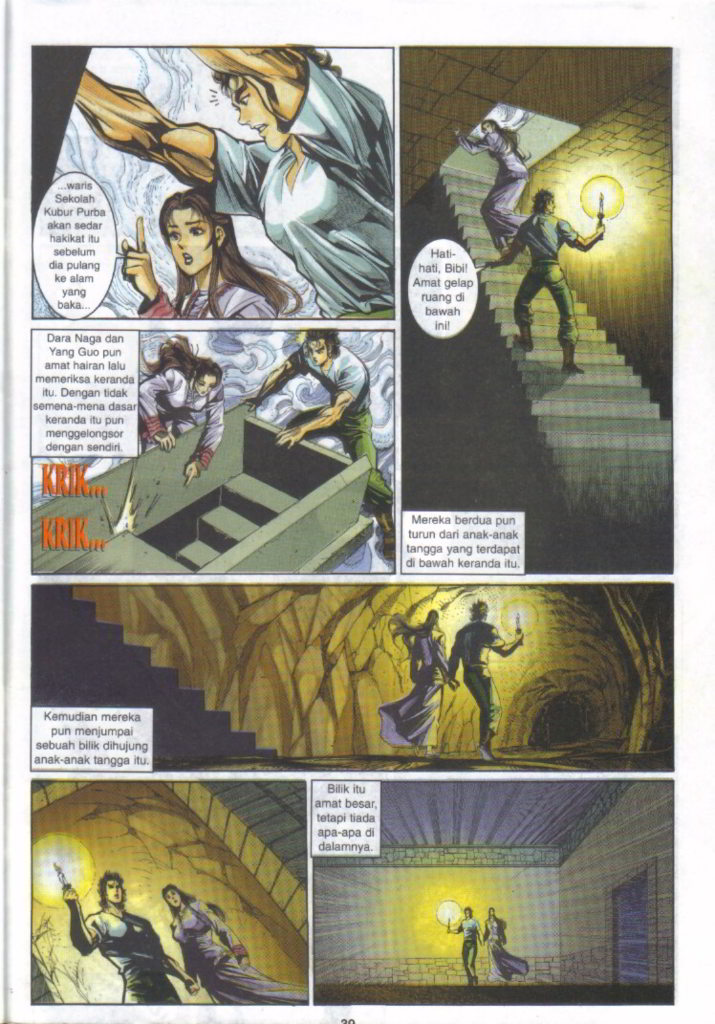 ...waris
Sekolah
Kubur Purba
akan sedar
hakikat itu
sebelum
dia pulang
ke alam
yang
baka...
Dara Naga dan
Yang Guo pun
amat hairan lalu
memeriksa keranda
itu. Dengan tidak
semena-mena dasar
keranda itu pun
menggelongsor
dengan sendiri.
KRIK...
KRIK...
Hati-
hati, Bibi!
Amat gelap
ruang di
bawah
ini!
Mereka berdua pun
turun dari anak-anak
tangga yang terdapat
di bawah keranda itu.
Kemudian mereka
pun menjumpai
sebuah bilik dihujung
anak-anak tangga itu.
Bilik itu
amat besar,
tetapi tiada
apa-apa di
dalamnya.